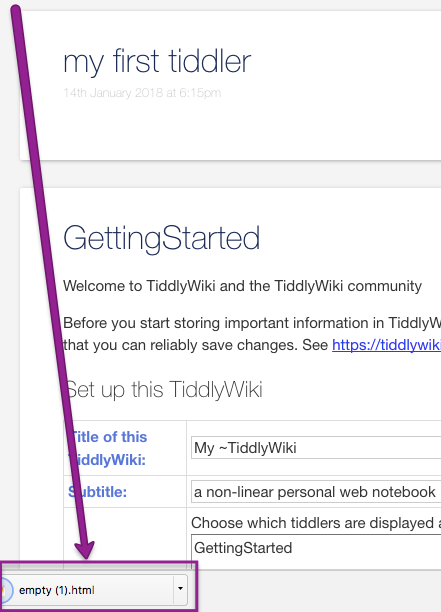 my first tiddler
14th January 2018 at 6:15pm
GettingStarted
Welcome to TiddlyWiki and the TiddlyWiki community
Before you start storing important information in TiddlyW
that you can reliably save changes. See https://tiddlywiki
Set up this TiddlyWiki
Title of this
TiddlyWiki:
My ~TiddlyWiki
Subtitle:
a non-linear personal web notebook
Choose which tiddlers are displayed a
GettingStarted
empty (1).html